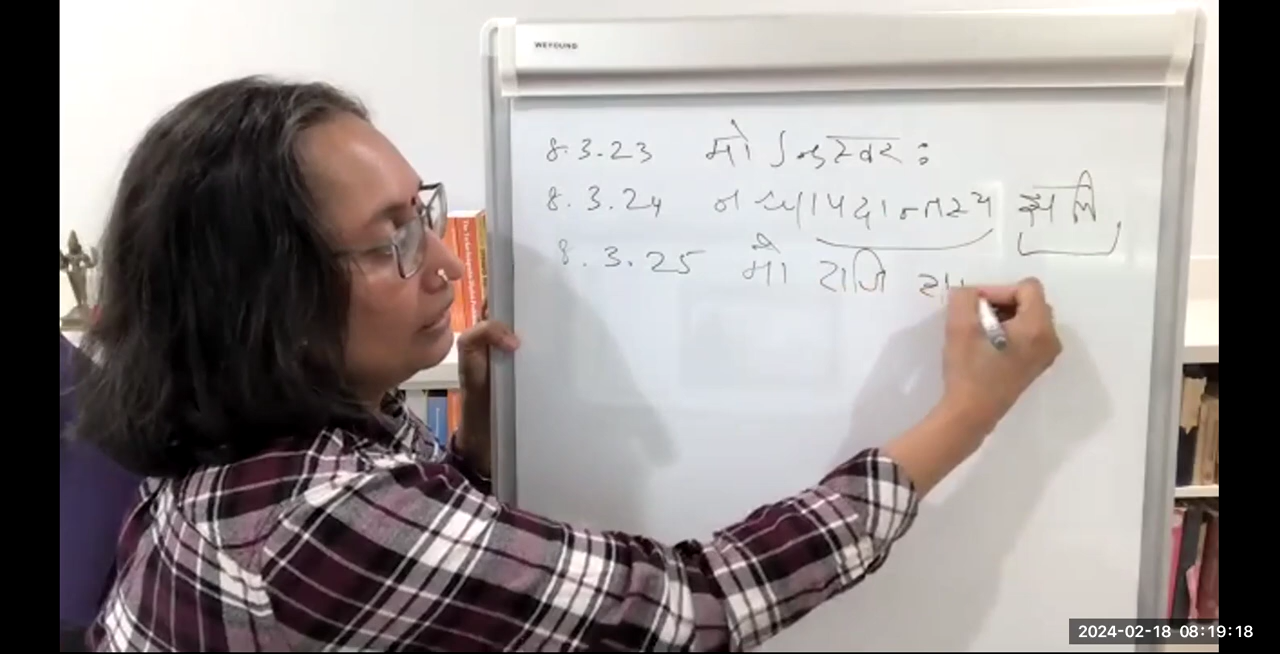 WEYOUNG
8.3.23 मो ऽनुस्वरः
8.3.24 नश्चापदान्तस्य झलि
8.3.25 मो राजि
2024-02-18 08:19:18